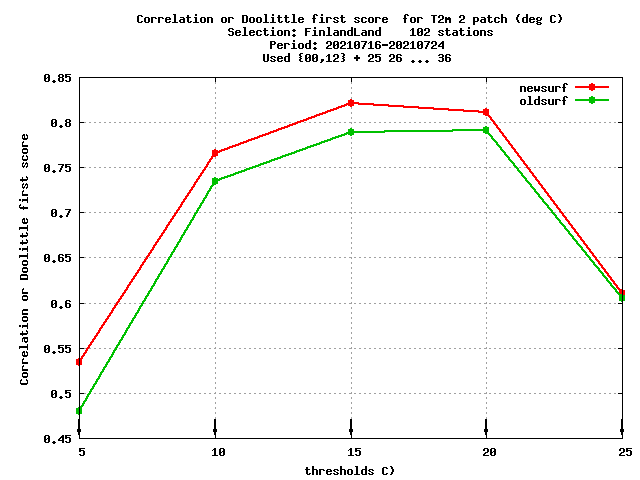 Correlation or Doolittle first score  for T2m 2 patch (deg C)
Selection: FinlandLand    102 stations
Period: 20210716-20210724
Used {00,12} + 25 26 ... 36
newsurf
oldsurf
Correlation or Doolittle first score
0.85
0.8
0.75
0.7
0.65
0.6
0.55
0.5
0.45
5 10 15 20 25
thresholds C)